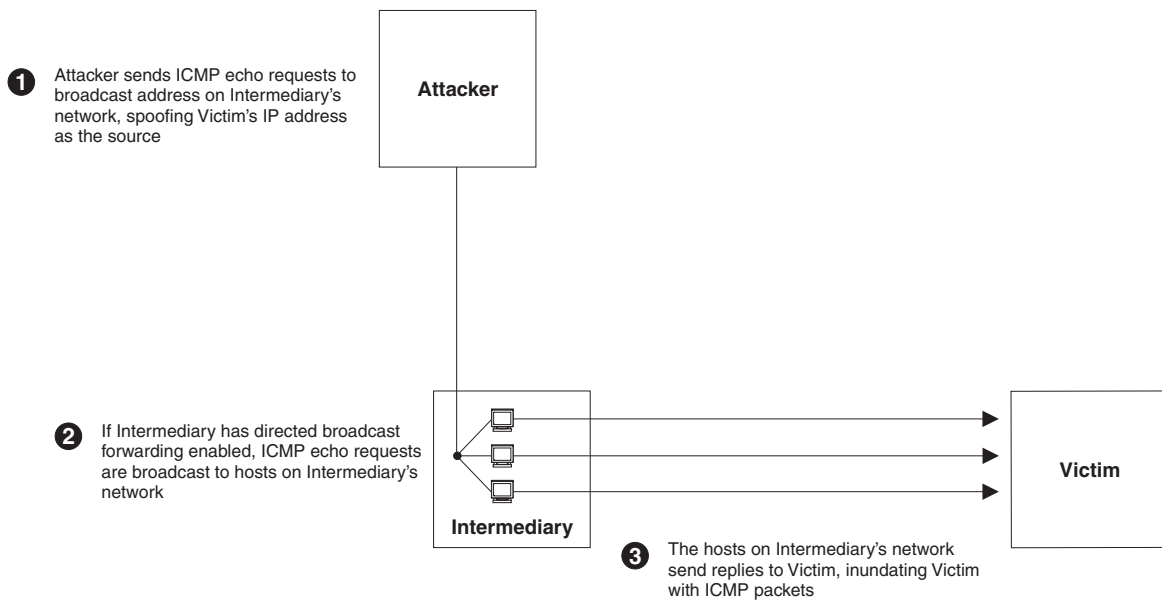 1
Attacker sends ICMP echo requests to
broadcast address on Intermediary's
network, spoofing Victim's IP address
as the source
Attacker
2
If Intermediary has directed broadcast
forwarding enabled, ICMP echo requests
are broadcast to hosts on Intermediary's
network
Intermediary
Victim
3
The hosts on Intermediary's network
send replies to Victim, inundating Victim
with ICMP packets